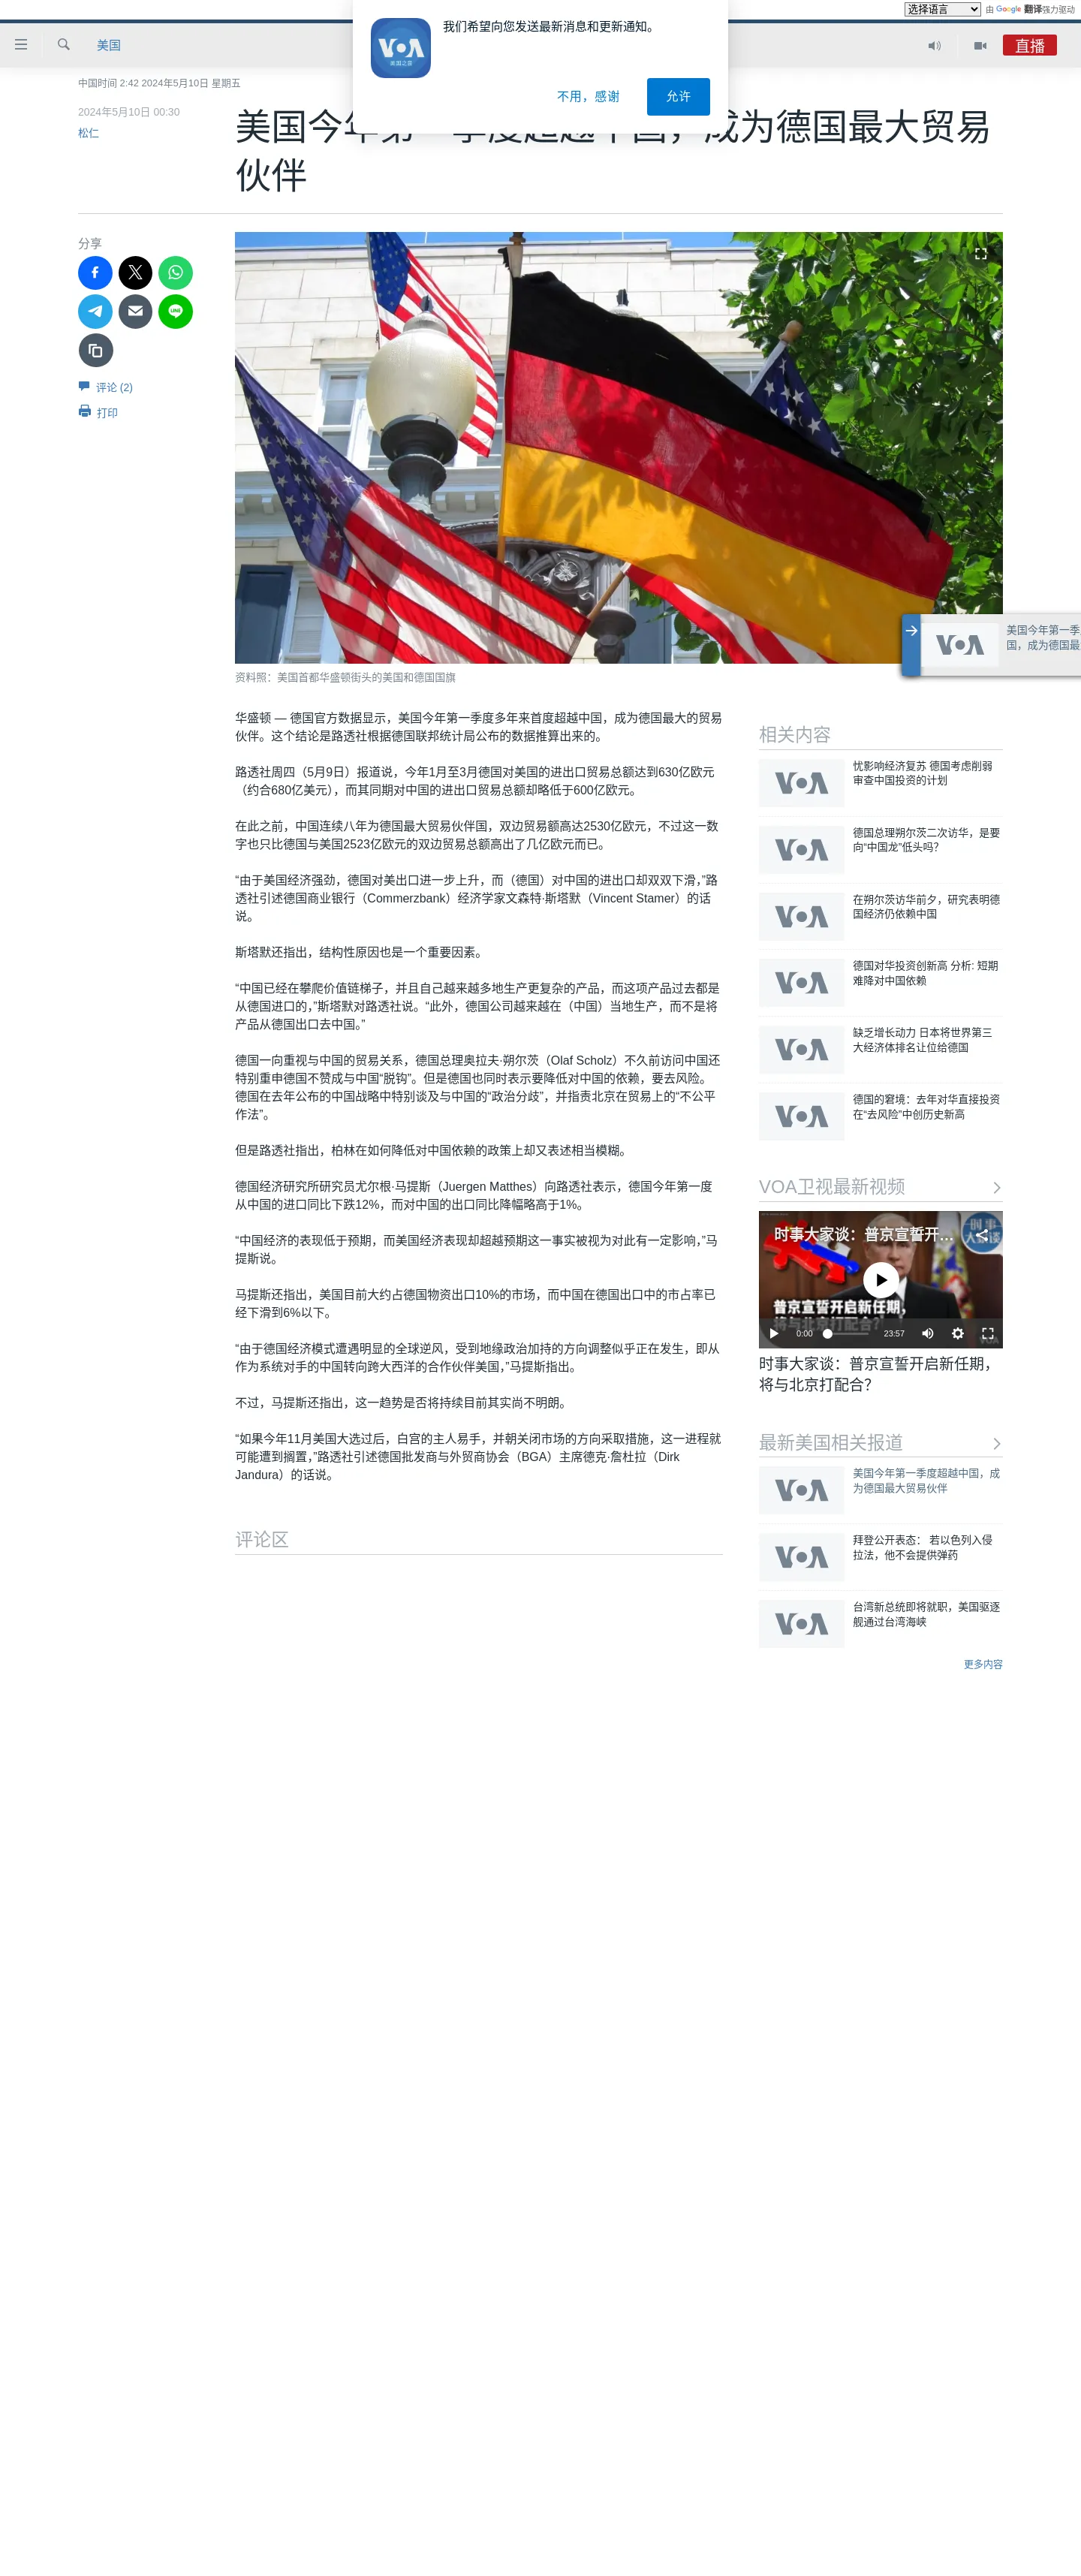 选择语言
由 Google 翻译强力驱动
美国
VOA
美国之音
我们希望向您发送最新消息和更新通知。
不用，感谢
允许
直播
中国时间 2:42 2024年5月10日 星期五
2024年5月10日 00:30
松仁
美国今年第一季度超越中国，成为德国最大贸易
伙伴
分享
LINE
评论 (2)
打印
VOA
美国今年第一季
国，成为德国最
资料照：美国首都华盛顿街头的美国和德国国旗
华盛顿 — 德国官方数据显示，美国今年第一季度多年来首度超越中国，成为德国最大的贸易
伙伴。这个结论是路透社根据德国联邦统计局公布的数据推算出来的。
路透社周四（5月9日）报道说，今年1月至3月德国对美国的进出口贸易总额达到630亿欧元
（约合680亿美元），而其同期对中国的进出口贸易总额却略低于600亿欧元。
在此之前，中国连续八年为德国最大贸易伙伴国，双边贸易额高达2530亿欧元，不过这一数
字也只比德国与美国2523亿欧元的双边贸易总额高出了几亿欧元而已。
“由于美国经济强劲，德国对美出口进一步上升，而（德国）对中国的进出口却双双下滑，”路
透社引述德国商业银行（Commerzbank）经济学家文森特·斯塔默（Vincent Stamer）的话
说。
斯塔默还指出，结构性原因也是一个重要因素。
“中国已经在攀爬价值链梯子，并且自己越来越多地生产更复杂的产品，而这项产品过去都是
从德国进口的，”斯塔默对路透社说。“此外，德国公司越来越在（中国）当地生产，而不是将
产品从德国出口去中国。”
德国一向重视与中国的贸易关系，德国总理奥拉夫·朔尔茨（Olaf Scholz）不久前访问中国还
特别重申德国不赞成与中国“脱钩”。但是德国也同时表示要降低对中国的依赖，要去风险。
德国在去年公布的中国战略中特别谈及与中国的“政治分歧”，并指责北京在贸易上的“不公平
作法”。
但是路透社指出，柏林在如何降低对中国依赖的政策上却又表述相当模糊。
德国经济研究所研究员尤尔根·马提斯（Juergen Matthes）向路透社表示，德国今年第一度
从中国的进口同比下跌12%，而对中国的出口同比降幅略高于1%。
“中国经济的表现低于预期，而美国经济表现却超越预期这一事实被视为对此有一定影响，”马
提斯说。
马提斯还指出，美国目前大约占德国物资出口10%的市场，而中国在德国出口中的市占率已
经下滑到6%以下。
“由于德国经济模式遭遇明显的全球逆风，受到地缘政治加持的方向调整似乎正在发生，即从
作为系统对手的中国转向跨大西洋的合作伙伴美国，”马提斯指出。
不过，马提斯还指出，这一趋势是否将持续目前其实尚不明朗。
“如果今年11月美国大选过后，白宫的主人易手，并朝关闭市场的方向采取措施，这一进程就
可能遭到搁置，”路透社引述德国批发商与外贸商协会（BGA）主席德克·詹杜拉（Dirk
Jandura）的话说。
评论区
相关内容
VOA
忧影响经济复苏 德国考虑削弱
审查中国投资的计划
VOA
德国总理朔尔茨二次访华，是要
向“中国龙”低头吗？
VOA
在朔尔茨访华前夕，研究表明德
国经济仍依赖中国
VOA
德国对华投资创新高 分析: 短期
难降对中国依赖
VOA
缺乏增长动力 日本将世界第三
大经济体排名让位给德国
VOA
德国的窘境：去年对华直接投资
在“去风险”中创历史新高
VOA卫视最新视频
时事大家谈：普京宣誓开…
普京宣誓开启新任期，
将与北京打配合？
0:00
23:57
VOA
时事大家谈：普京宣誓开启新任期，
将与北京打配合？
最新美国相关报道
VOA
美国今年第一季度超越中国，成
为德国最大贸易伙伴
VOA
拜登公开表态： 若以色列入侵
拉法，他不会提供弹药
VOA
台湾新总统即将就职，美国驱逐
舰通过台湾海峡
更多内容